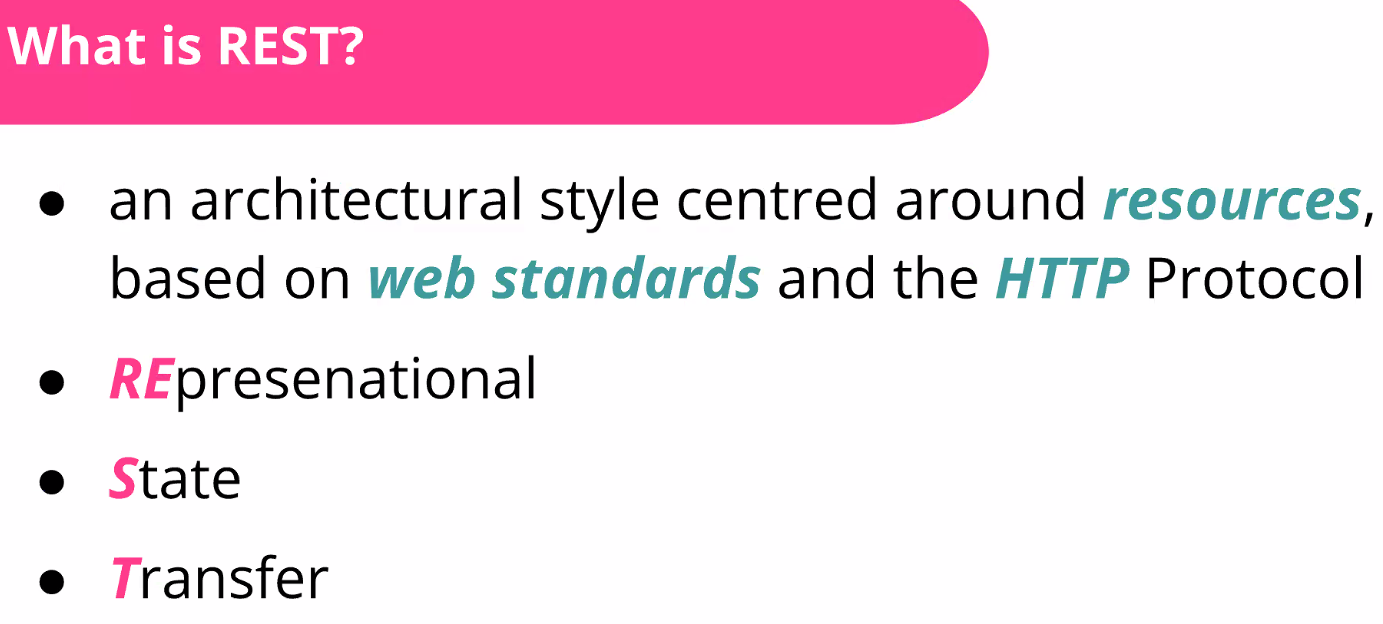 What is REST?
● an architectural style centred around resources,
based on web standards and the HTTP Protocol
● REpresenational
● State
● Transfer